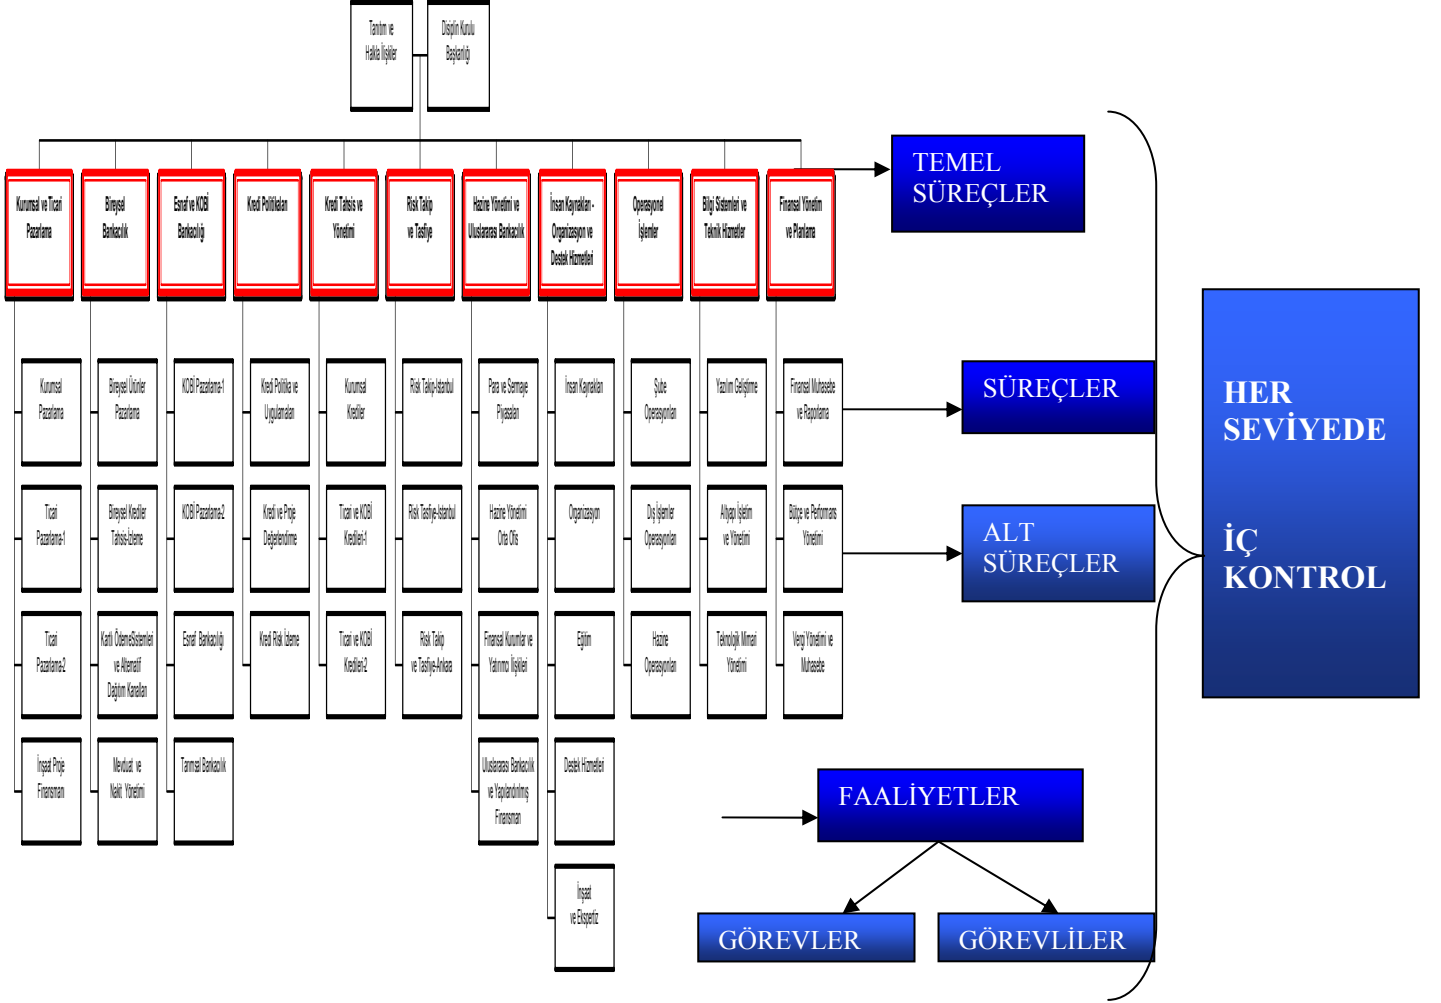 Tanıtım ve
Halkla İlişkiler
Disiplin Kurulu
Başkanlığı
TEMEL
SÜREÇLER
Kurumsal ve Ticari
Pazarlama
Bireysel
Bankacılık
Esnaf ve KOBİ
Bankacılığı
Kredi Politikaları
Kredi Tahsis ve
Yönetimi
Risk Takip
ve Tasfiye
Hazine Yönetimi ve
Uluslararası Bankacılık
İnsan Kaynakları -
Organizasyon ve
Destek Hizmetleri
Operasyonel
İşlemler
Bilgi Sistemleri ve
Teknik Hizmetler
Finansal Yönetim
ve Planlama
Kurumsal
Pazarlama
Bireysel Ürünler
Pazarlama
KOBİ Pazarlama-1
Kredi Politika ve
Uygulamaları
Kurumsal
Krediler
Risk Takip-İstanbul
Para ve Sermaye
Piyasaları
İnsan Kaynakları
Şube
Operasyonları
Yazılım Geliştirme
Finansal Muhasebe
ve Raporlama
SÜREÇLER
HER
SEVİYEDE
İÇ
KONTROL
Ticari
Pazarlama-1
Bireysel Krediler
Tahsis-İzleme
KOBİ Pazarlama-2
Kredi ve Proje
Değerlendirme
Ticari ve KOBİ
Kredileri-1
Risk Tasfiye-İstanbul
Hazine Yönetimi
Orta Ofis
Organizasyon
Dış İşlemler
Operasyonları
Altyapı İşletim
ve Yönetimi
Bütçe ve Performans
Yönetimi
ALT
SÜREÇLER
Ticari
Pazarlama-2
Kartlı ÖdemeSistemleri
ve Alternatif
Dağıtım Kanalları
Esnaf Bankacılığı
Kredi Risk İzleme
Ticari ve KOBİ
Kredileri-2
Risk Takip
ve Tasfiye-Ankara
Finansal Kurumlar ve
Yatırımcı İlişkileri
Eğitim
Hazine
Operasyonları
Teknolojik Mimari
Yönetimi
Vergi Yönetimi ve
Muhasebe
İnşaat Proje
Finansmanı
Mevduat ve
Nakit Yönetimi
Tarımsal Bankacılık
Uluslararası Bankacılık
ve Yapılandırılmış
Finansman
Destek Hizmetleri
FAALİYETLER
İnşaat
ve Ekspertiz
GÖREVLER
GÖREVLİLER